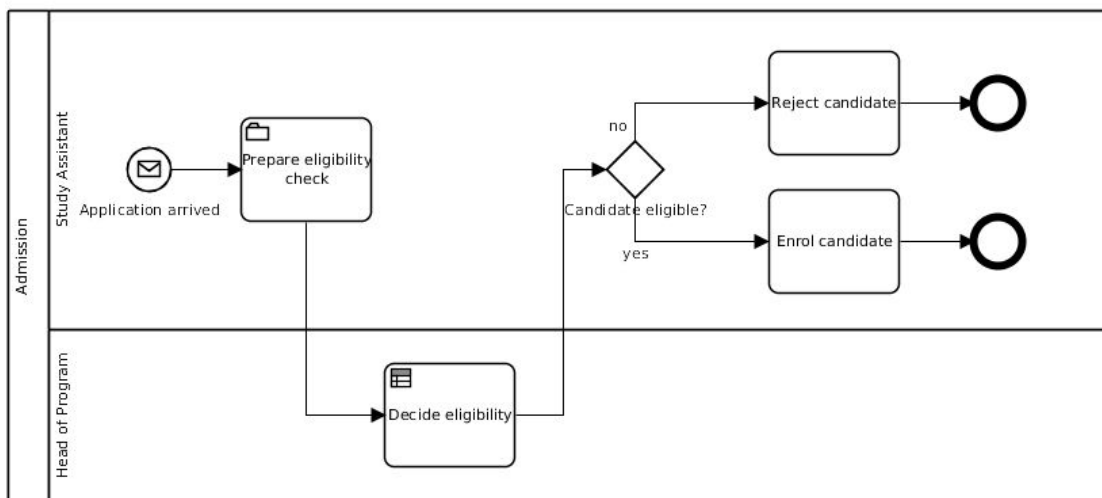 Admission
Study Assistant
Application arrived
Prepare eligibility
check
no
Candidate eligible?
yes
Reject candidate
Enrol candidate
Head of Program
Decide eligibility